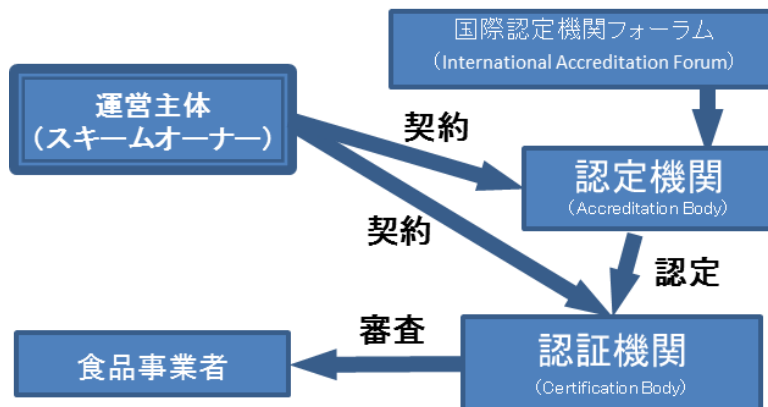 国際認定機関フォーラム
(International Accreditation Forum)
運営主体
(スキームオーナー)
契約
認定機関
(Accreditation Body)
契約
認定
審査
食品事業者
認証機関
(Certification Body)